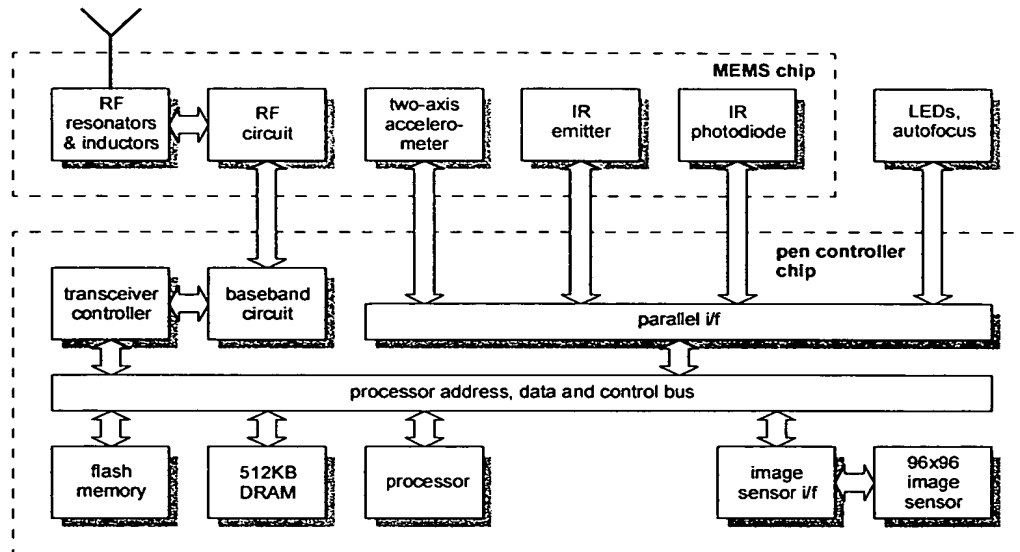 MEMS chip
RF
resonators
& inductors
RF
circuit
two-axis
accelero-
meter
IR
emitter
IR
photodiode
LEDs,
autofocus
pen controller
chip
transceiver
controller
baseband
circuit
parallel i/f
processor address, data and control bus
flash
memory
512KB
DRAM
processor
image
sensor i/f
96x96
image
sensor